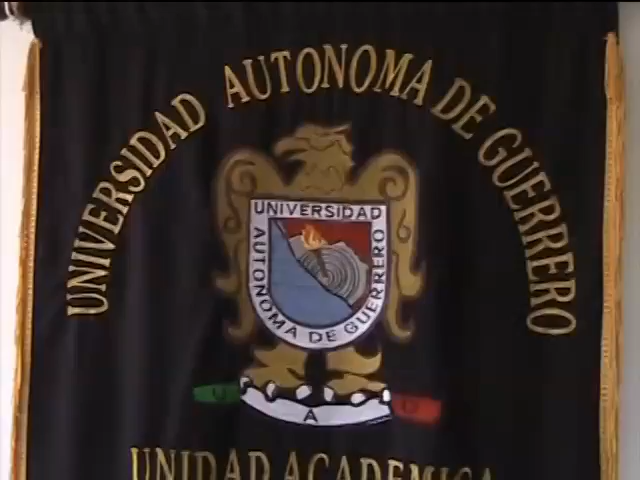 UNIVERSIDAD AUTONOMA DE GUERRERO
UNIVERSIDAD
AUTONOMA DE GUERRERO
U A G
UNIDAD ACADEMICA